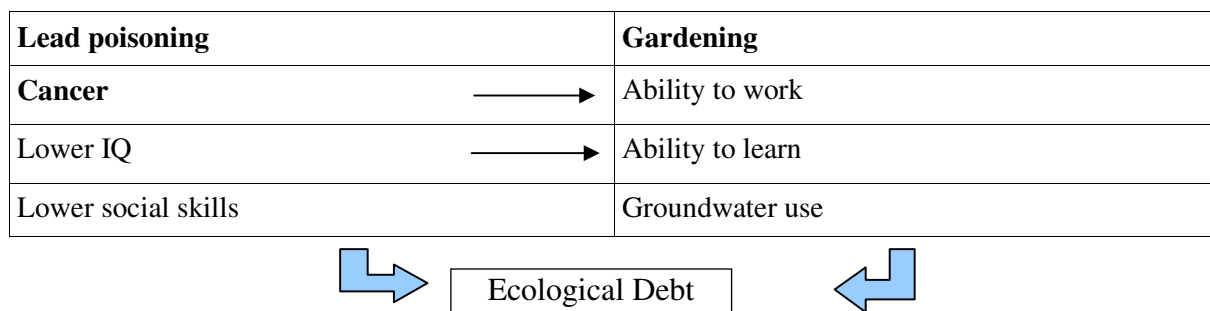 Lead poisoning Gardening
Cancer Ability to work
Lower IQ Ability to learn
Lower social skills Groundwater use
Ecological Debt